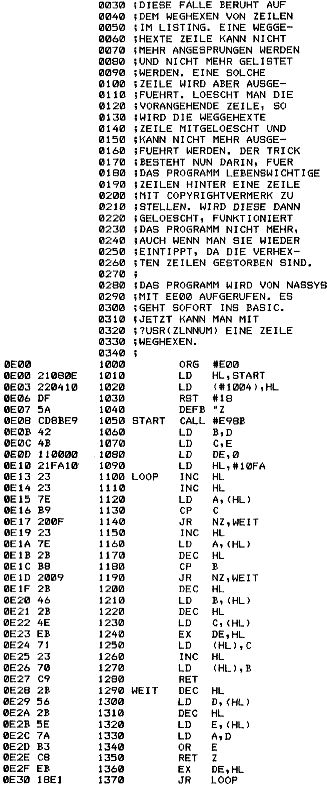 0030 ;DIESE FALLE BERUHT AUF
0040 ;DEM WEGHEXEN VON ZEILEN
0050 ;IM LISTING. EINE WEGGE-
0060 ;HEXTE ZEILE KANN NICHT
0070 ;MEHR ANGESPRUNGEN WERDEN
0080 ;UND NICHT MEHR GELISTET
0090 ;WERDEN. EINE SOLCHE
0100 ;ZEILE WIRD ABER AUSGE-
0110 ;FUEHRT. LOESCHT MAN DIE
0120 ;VORANGEHENDE ZEILE, SO
0130 ;WIRD DIE WEGGEHEXTE
0140 ;ZEILE MITGELOESCHT UND
0150 ;KANN NICHT MEHR AUSGE-
0160 ;FUEHRT WERDEN. DER TRICK
0170 ;BESTEHT NUN DARIN, FUER
0180 ;DAS PROGRAMM LEBENSWICHTIGE
0190 ;ZEILEN HINTER EINE ZEILE
0200 ;MIT COPYRIGHTVERMERK ZU
0210 ;STELLEN. WIRD DIESE DANN
0220 ;GELOESCHT, FUNKTIONIERT
0230 ;DAS PROGRAMM NICHT MEHR,
0240 ;AUCH WENN MAN SIE WIEDER
0250 ;EINTIPPT, DA DIE VERHEX-
0260 ;TEN ZEILEN GESTORBEN SIND.
0270 ;
0280 ;DAS PROGRAMM WIRD VON NASSYS
0290 ;MIT EE00 AUFGERUFEN. ES
0300 ;GEHT SOFORT INS BASIC.
0310 ;JETZT KANN MAN MIT
0320 ;?USR(ZLNNUM) EINE ZEILE
0330 ;WEGHEXEN.
0340 ;
0E00 1000 ORG #E00
0E00 21080E 1010 LD HL,START
0E03 220410 1020 LD (#1004),HL
0E06 DF 1030 RST #18
0E07 5A 1040 DEFB "Z
0E08 CD8BE9 1050 START CALL #E98B
0E0B 42 1060 LD B,D
0E0C 4B 1070 LD C,E
0E0D 110000 1080 LD DE,0
0E10 21FA10 1090 LD HL,#10FA
0E13 23 1100 LOOP INC HL
0E14 23 1110 INC HL
0E15 7E 1120 LD A,(HL)
0E16 B9 1130 CP C
0E17 200F 1140 JR NZ,WEIT
0E19 23 1150 INC HL
0E1A 7E 1160 LD A,(HL)
0E1B 2B 1170 DEC HL
0E1C B8 1180 CP B
0E1D 2009 1190 JR NZ,WEIT
0E1F 2B 1200 DEC HL
0E20 46 1210 LD B,(HL)
0E21 2B 1220 DEC HL
0E22 4E 1230 LD C,(HL)
0E23 EB 1240 EX DE,HL
0E24 71 1250 LD (HL),C
0E25 23 1260 INC HL
0E26 70 1270 LD (HL),B
0E27 C9 1280 RET
0E28 2B 1290 WEIT DEC HL
0E29 56 1300 LD D,(HL)
0E2A 2B 1310 DEC HL
0E2B 5E 1320 LD E,(HL)
0E2C 7A 1330 LD A,D
0E2D B3 1340 OR E
0E2E C8 1350 RET Z
0E2F EB 1360 EX DE,HL
0E30 18E1 1370 JR LOOP